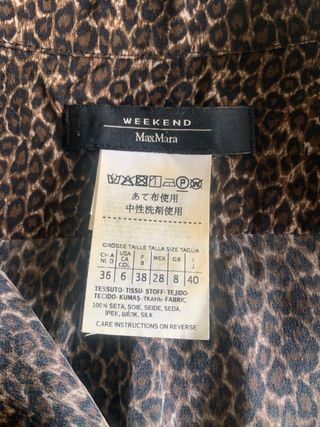 WEEKEND
MaxMara
あて布使用
中性洗剤使用
GROSSE TAILLE TALLA SIZE TAGLIA
CH A NL D USA CA COL F B MEX GB I J
36 6 38 28 8 40
TESSUTO-TISSU-STOFF-TEJIDO-
TECIDO-KUMAŞ-ТКАНЬ-FABRIC
100% SETA, SOIE, SEIDE, SEDA,
İPEK, ШЁЛК, SILK
CARE INSTRUCTIONS ON REVERSE